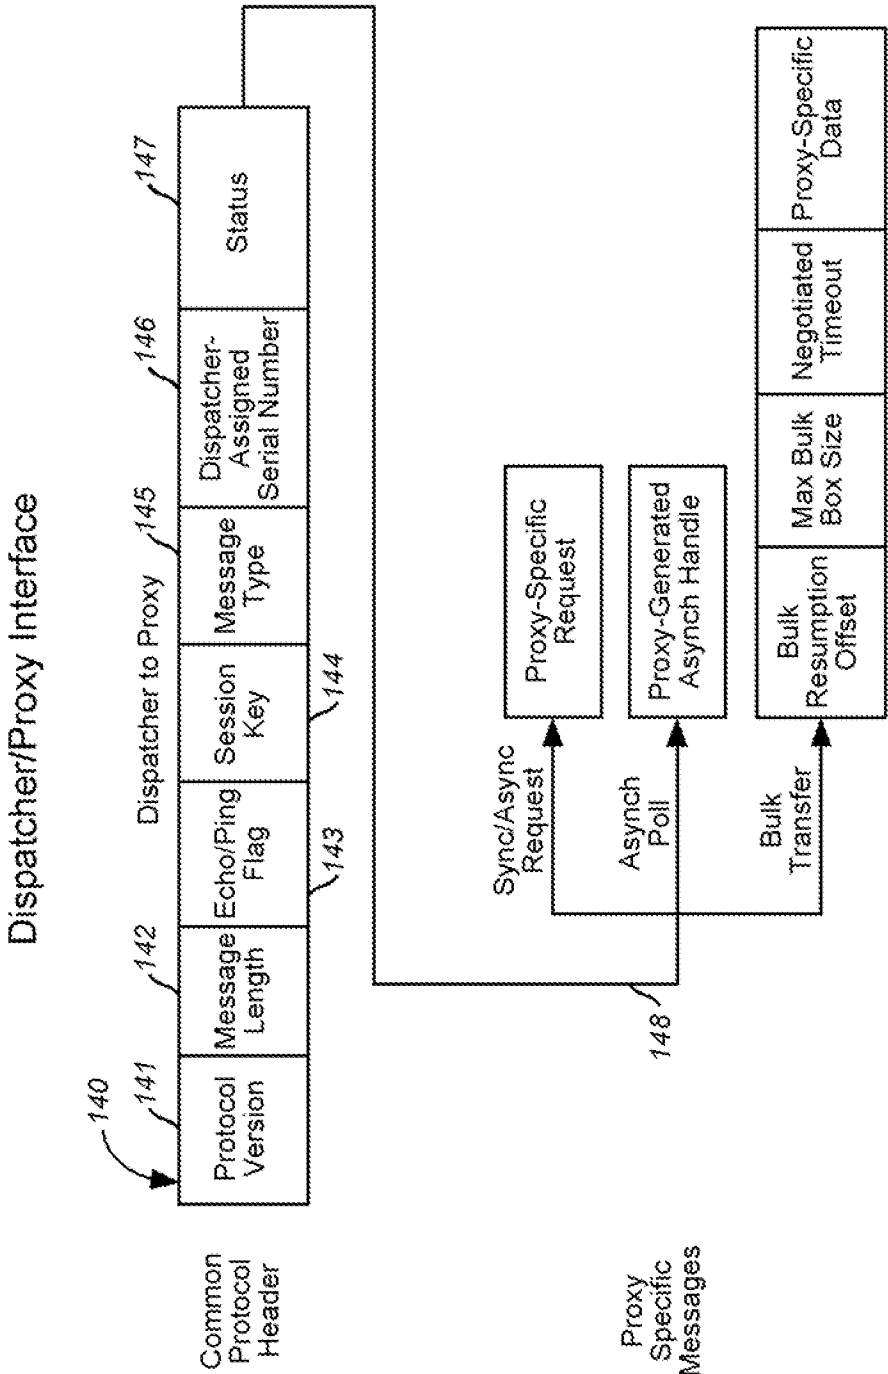 Dispatcher/Proxy Interface
Dispatcher to Proxy
140
141
142
143
144
145
146
147
Common
Protocol
Header
Protocol
Version
Message
Length
Echo/Ping
Flag
Session
Key
Message
Type
Dispatcher-
Assigned
Serial Number
Status
148
Proxy
Specific
Messages
Sync/Async
Request
Proxy-Specific
Request
Asynch
Poll
Proxy-Generated
Asynch Handle
Bulk
Transfer
Bulk
Resumption
Offset
Max Bulk
Box Size
Negotiated
Timeout
Proxy-Specific
Data